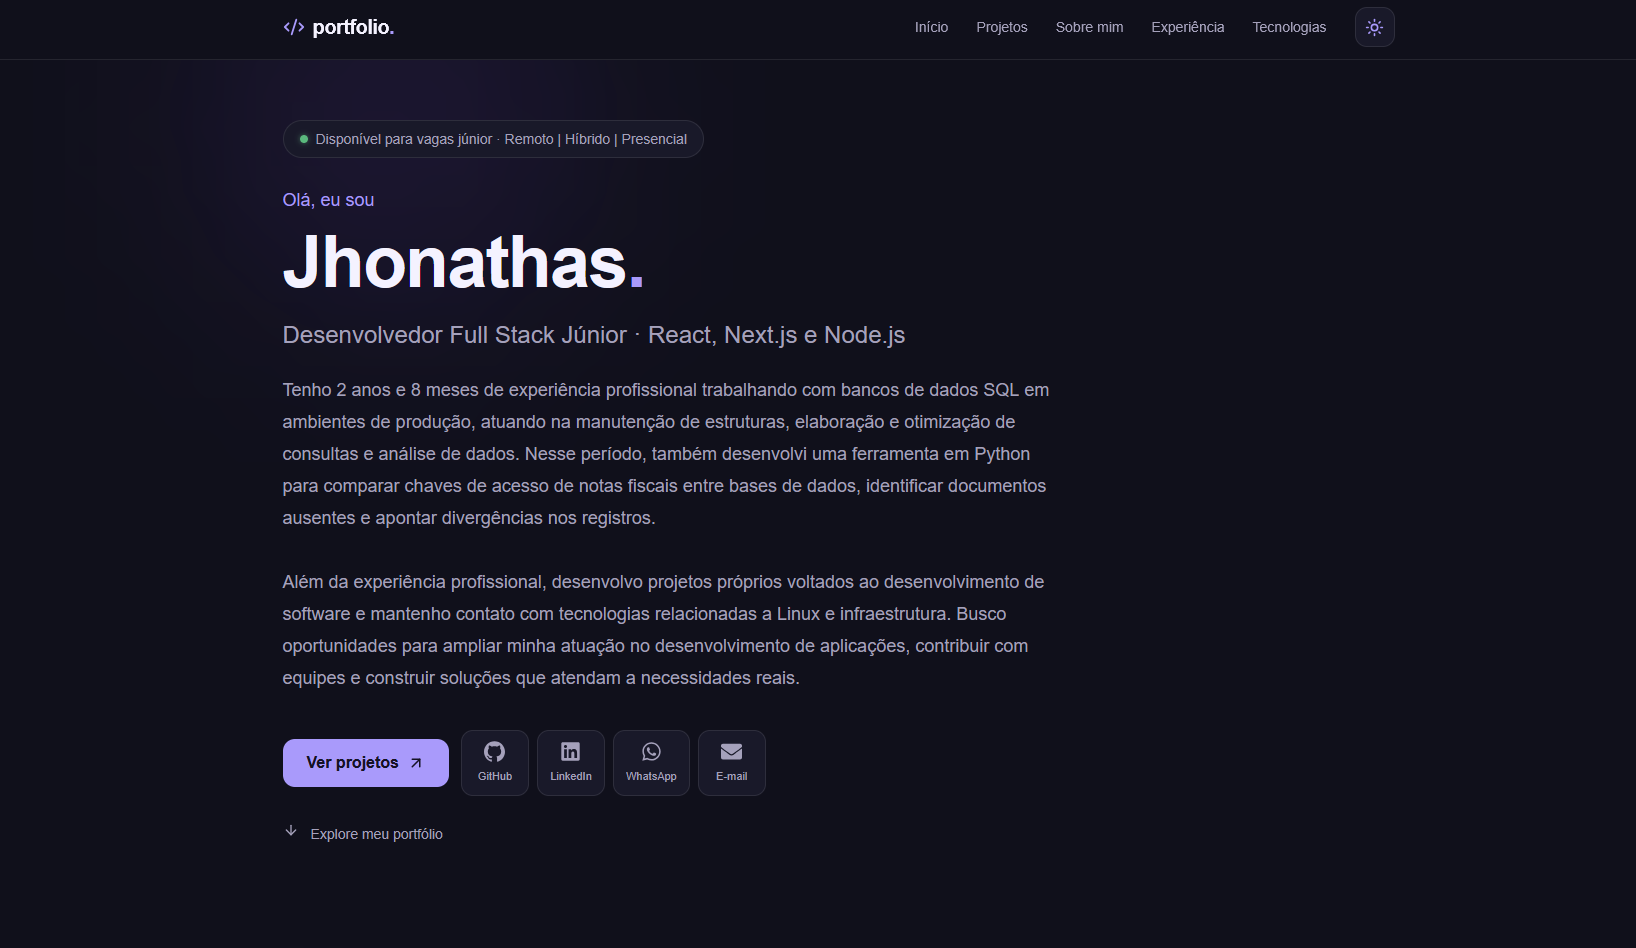 </> portfolio.
Início Projetos Sobre mim Experiência Tecnologias
Disponível para vagas júnior · Remoto | Híbrido | Presencial
Olá, eu sou
Jhonathas.
Desenvolvedor Full Stack Júnior · React, Next.js e Node.js
Tenho 2 anos e 8 meses de experiência profissional trabalhando com bancos de dados SQL em
ambientes de produção, atuando na manutenção de estruturas, elaboração e otimização de
consultas e análise de dados. Nesse período, também desenvolvi uma ferramenta em Python
para comparar chaves de acesso de notas fiscais entre bases de dados, identificar documentos
ausentes e apontar divergências nos registros.
Além da experiência profissional, desenvolvo projetos próprios voltados ao desenvolvimento de
software e mantenho contato com tecnologias relacionadas a Linux e infraestrutura. Busco
oportunidades para ampliar minha atuação no desenvolvimento de aplicações, contribuir com
equipes e construir soluções que atendam a necessidades reais.
Ver projetos
GitHub LinkedIn WhatsApp E-mail
Explore meu portfólio